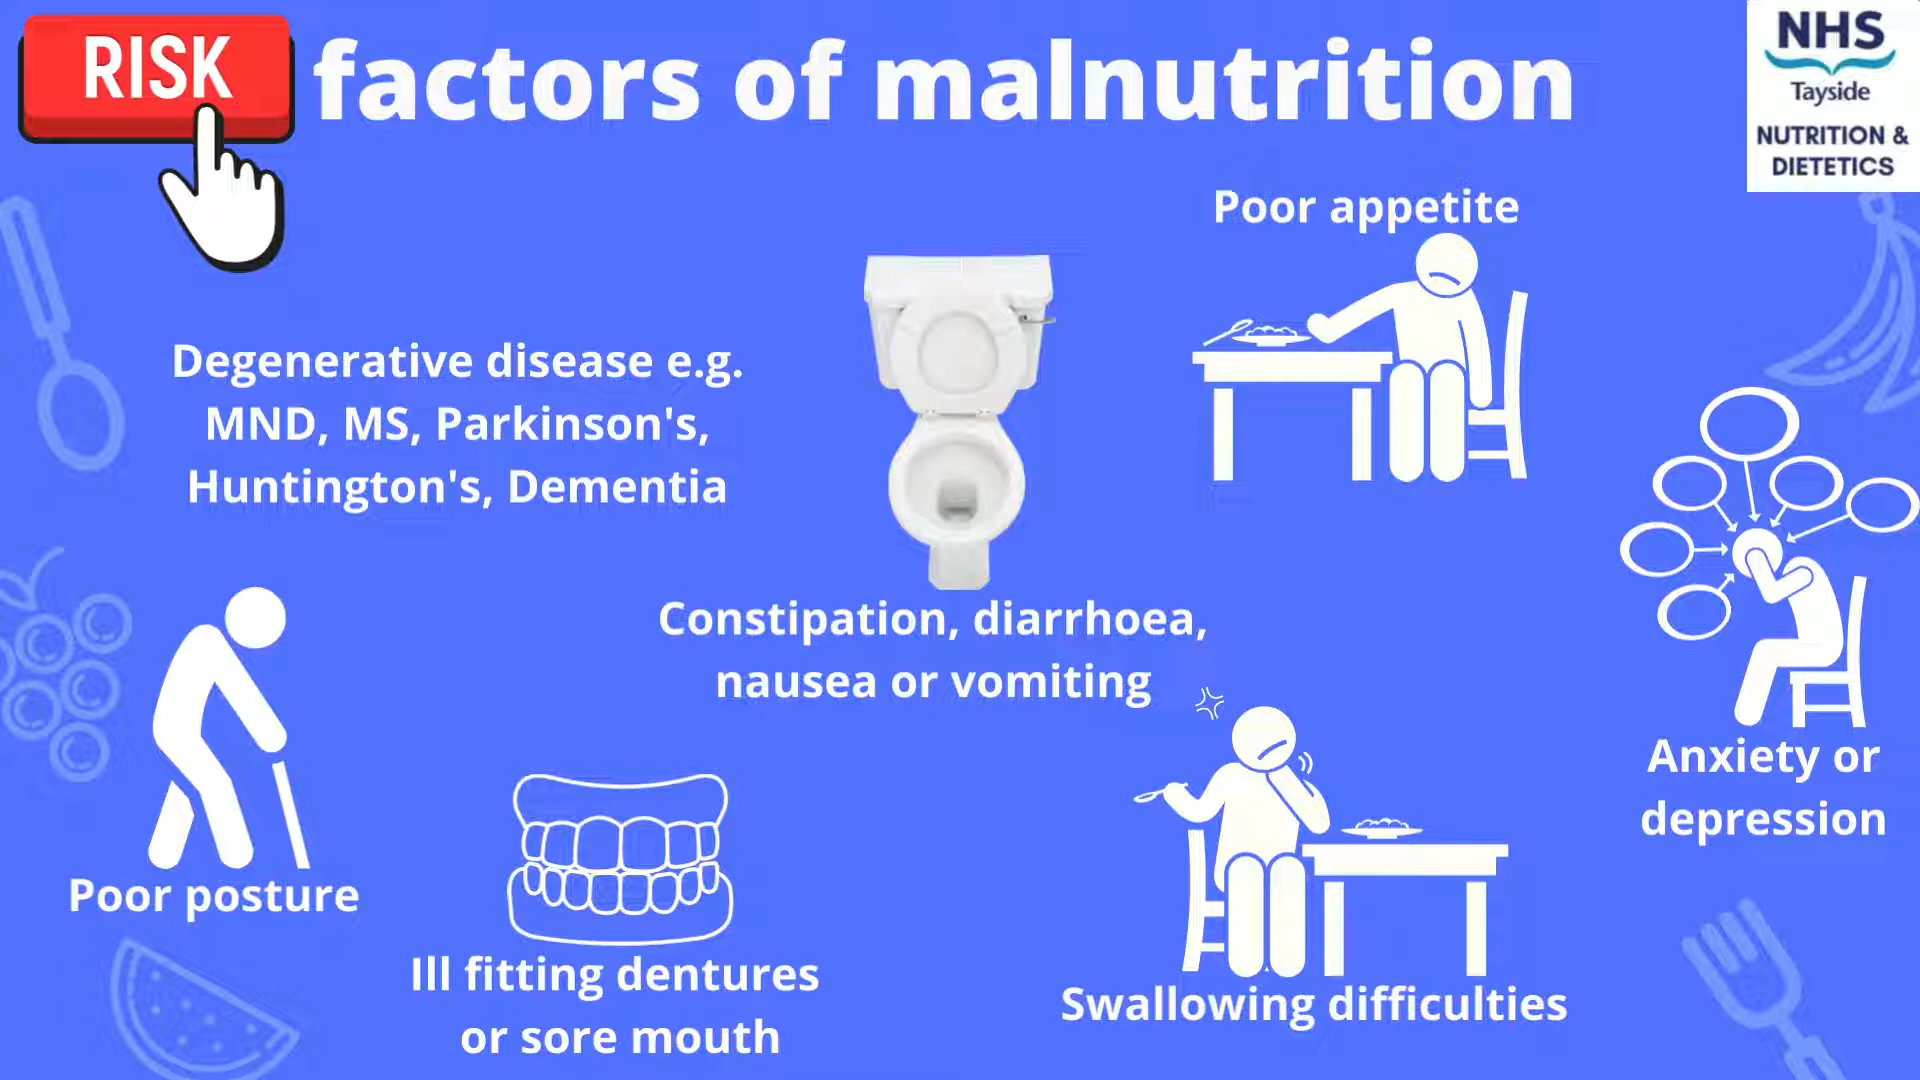 RISK factors of malnutrition
NHS
Tayside
NUTRITION &
DIETETICS
Poor appetite
Degenerative disease e.g.
MND, MS, Parkinson's,
Huntington's, Dementia
Constipation, diarrhoea,
nausea or vomiting
Anxiety or
depression
Poor posture
Ill fitting dentures
or sore mouth
Swallowing difficulties